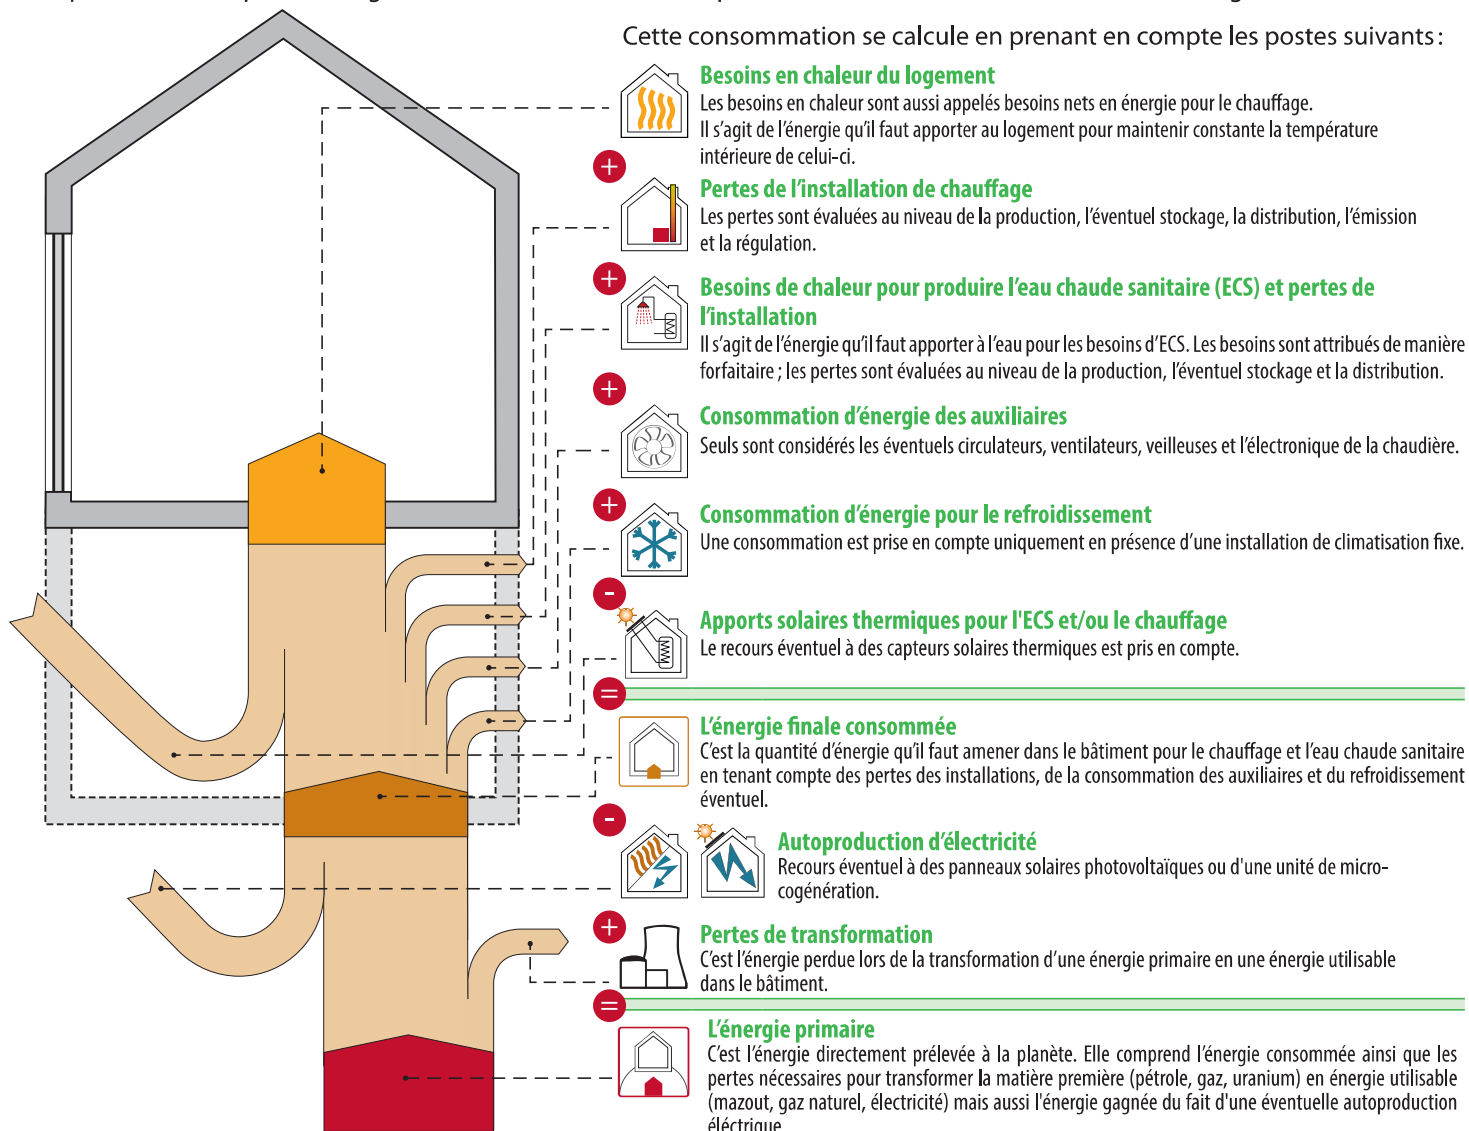 Cette consommation se calcule en prenant en compte les postes suivants :
Besoins en chaleur du logement
Les besoins en chaleur sont aussi appelés besoins nets en énergie pour le chauffage.
Il s'agit de l'énergie qu'il faut apporter au logement pour maintenir constante la température
intérieure de celui-ci.
+
Pertes de l'installation de chauffage
Les pertes sont évaluées au niveau de la production, l'éventuel stockage, la distribution, l'émission
et la régulation.
+
Besoins de chaleur pour produire l'eau chaude sanitaire (ECS) et pertes de
l'installation
Il s'agit de l'énergie qu'il faut apporter à l'eau pour les besoins d'ECS. Les besoins sont attribués de manière
forfaitaire ; les pertes sont évaluées au niveau de la production, l'éventuel stockage et la distribution.
+
Consommation d'énergie des auxiliaires
Seuls sont considérés les éventuels circulateurs, ventilateurs, veilleuses et l'électronique de la chaudière.
+
Consommation d'énergie pour le refroidissement
Une consommation est prise en compte uniquement en présence d'une installation de climatisation fixe.
-
Apports solaires thermiques pour l'ECS et/ou le chauffage
Le recours éventuel à des capteurs solaires thermiques est pris en compte.
=
L'énergie finale consommée
C'est la quantité d'énergie qu'il faut amener dans le bâtiment pour le chauffage et l'eau chaude sanitaire
en tenant compte des pertes des installations, de la consommation des auxiliaires et du refroidissement
éventuel.
-
Autoproduction d'électricité
Recours éventuel à des panneaux solaires photovoltaïques ou d'une unité de micro-
cogénération.
+
Pertes de transformation
C'est l'énergie perdue lors de la transformation d'une énergie primaire en une énergie utilisable
dans le bâtiment.
=
L'énergie primaire
C'est l'énergie directement prélevée à la planète. Elle comprend l'énergie consommée ainsi que les
pertes nécessaires pour transformer la matière première (pétrole, gaz, uranium) en énergie utilisable
(mazout, gaz naturel, électricité) mais aussi l'énergie gagnée du fait d'une éventuelle autoproduction
éléctrique